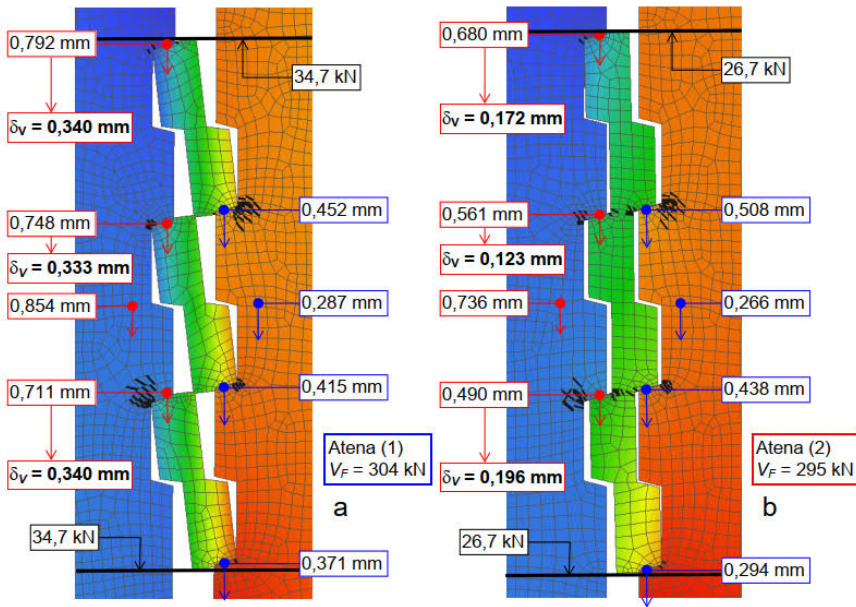 0,792 mm
34,7 kN
δv = 0,340 mm
0,452 mm
0,748 mm
δv = 0,333 mm
0,854 mm
0,287 mm
0,711 mm
0,415 mm
δv = 0,340 mm
Atena (1)
VF = 304 kN
a
34,7 kN
0,371 mm
0,680 mm
26,7 kN
δv = 0,172 mm
0,561 mm
0,508 mm
δv = 0,123 mm
0,736 mm
0,266 mm
0,490 mm
0,438 mm
δv = 0,196 mm
Atena (2)
VF = 295 kN
b
26,7 kN
0,294 mm